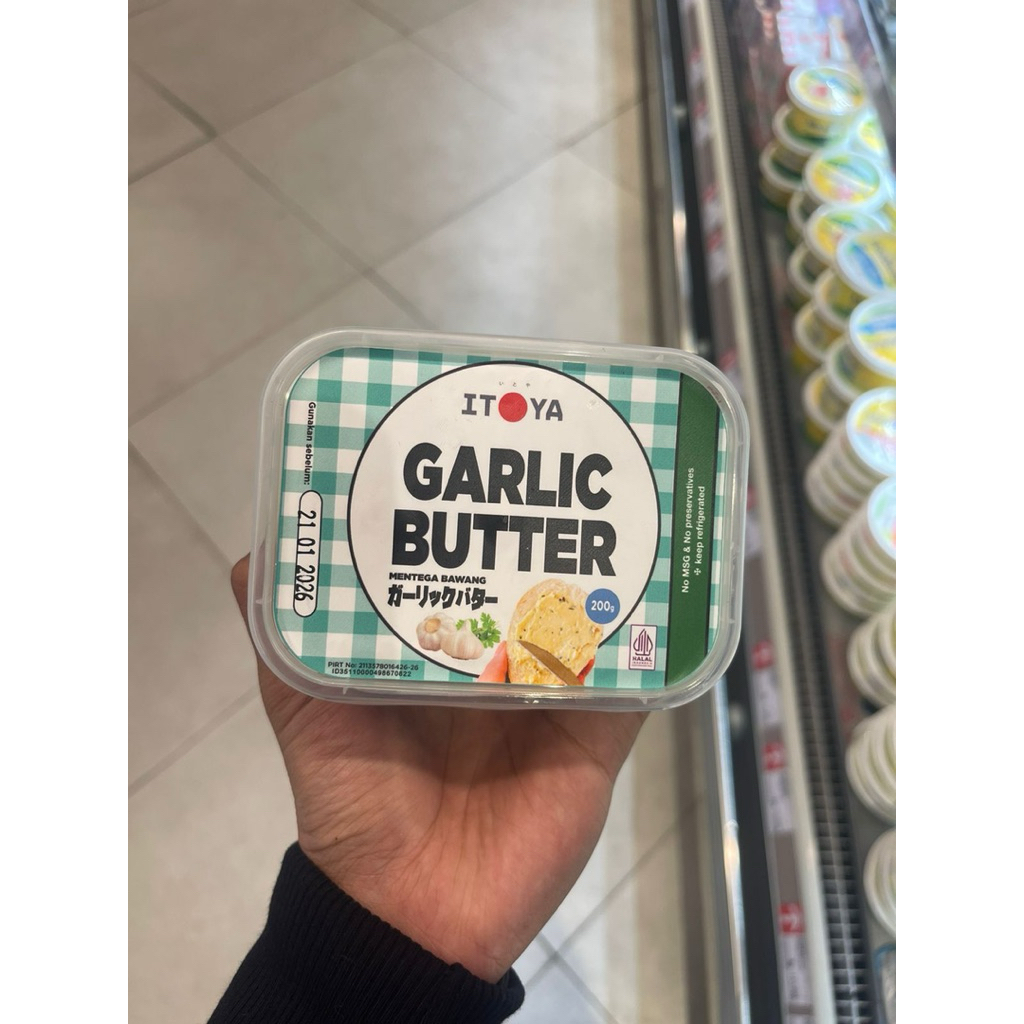 いとや
ITOYA
GARLIC
BUTTER
MENTEGA BAWANG
ガーリックバター
200g
HALAL
PIRT No: 2113578016426-26
ID35110000498670622
Gunakan sebelum:
21 01 2026
No MSG & No preservatives
keep refrigerated